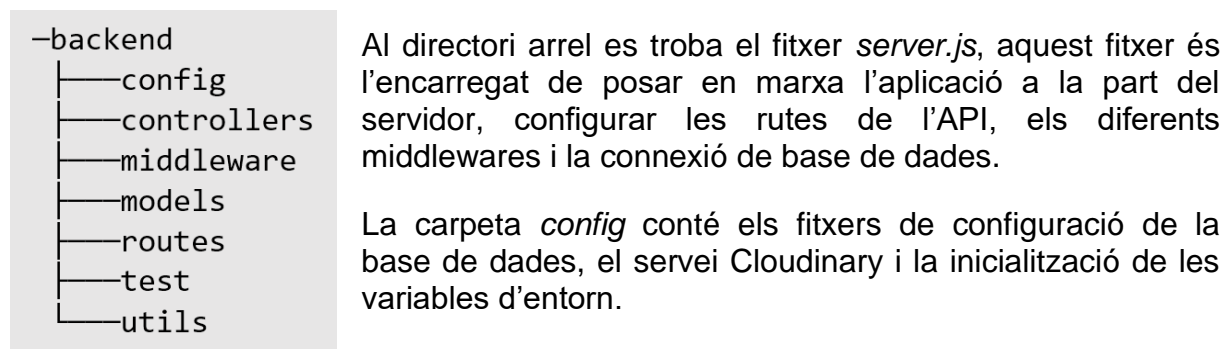 ─backend
├───config
├───controllers
├───middleware
├───models
├───routes
├───test
└───utils
Al directori arrel es troba el fitxer server.js, aquest fitxer és
l’encarregat de posar en marxa l’aplicació a la part del
servidor, configurar les rutes de l’API, els diferents
middlewares i la connexió de base de dades.
La carpeta config conté els fitxers de configuració de la
base de dades, el servei Cloudinary i la inicialització de les
variables d’entorn.